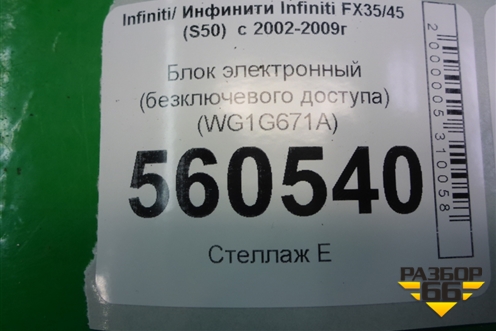 Infiniti/ Инфинити Infiniti FX35/45
(S50)  с 2002-2009г
Блок электронный
(безключевого доступа)
(WG1G671A)
560540
Стеллаж Е
2000005310058
РАЗБОР
66